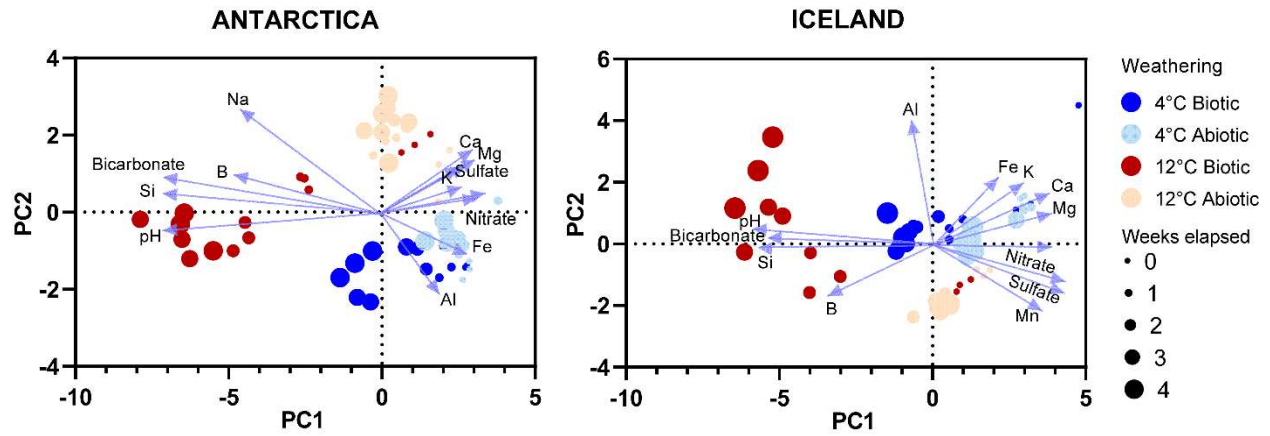 ANTARCTICA
4
2
0
-2
-4
PC2
-10
-5
0
5
PC1
Na
Bicarbonate
B
Si
pH
Ca
Mg
K
Sulfate
Nitrate
Fe
Al
ICELAND
6
4
2
0
-2
-4
PC2
-10
-5
0
5
PC1
Al
Fe
K
Ca
Mg
pH
Bicarbonate
Si
B
Nitrate
Sulfate
Mn
Weathering
4°C Biotic
4°C Abiotic
12°C Biotic
12°C Abiotic
Weeks elapsed
0
1
2
3
4